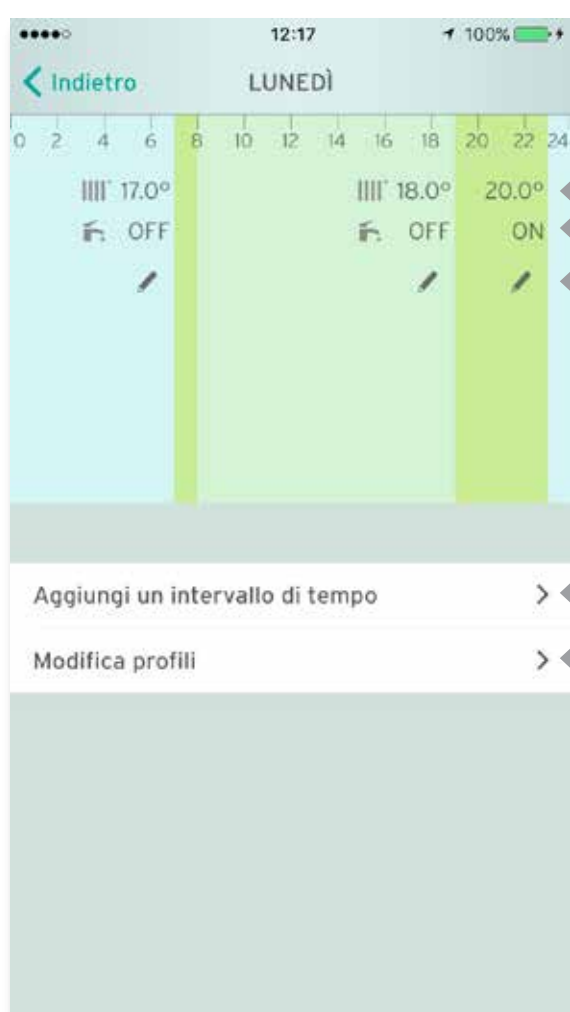 12:17 100%
Indietro LUNEDÌ
0 2 4 6 8 10 12 14 16 18 20 22 24
17.0° 18.0° 20.0°
OFF OFF ON
Aggiungi un intervallo di tempo
Modifica profili